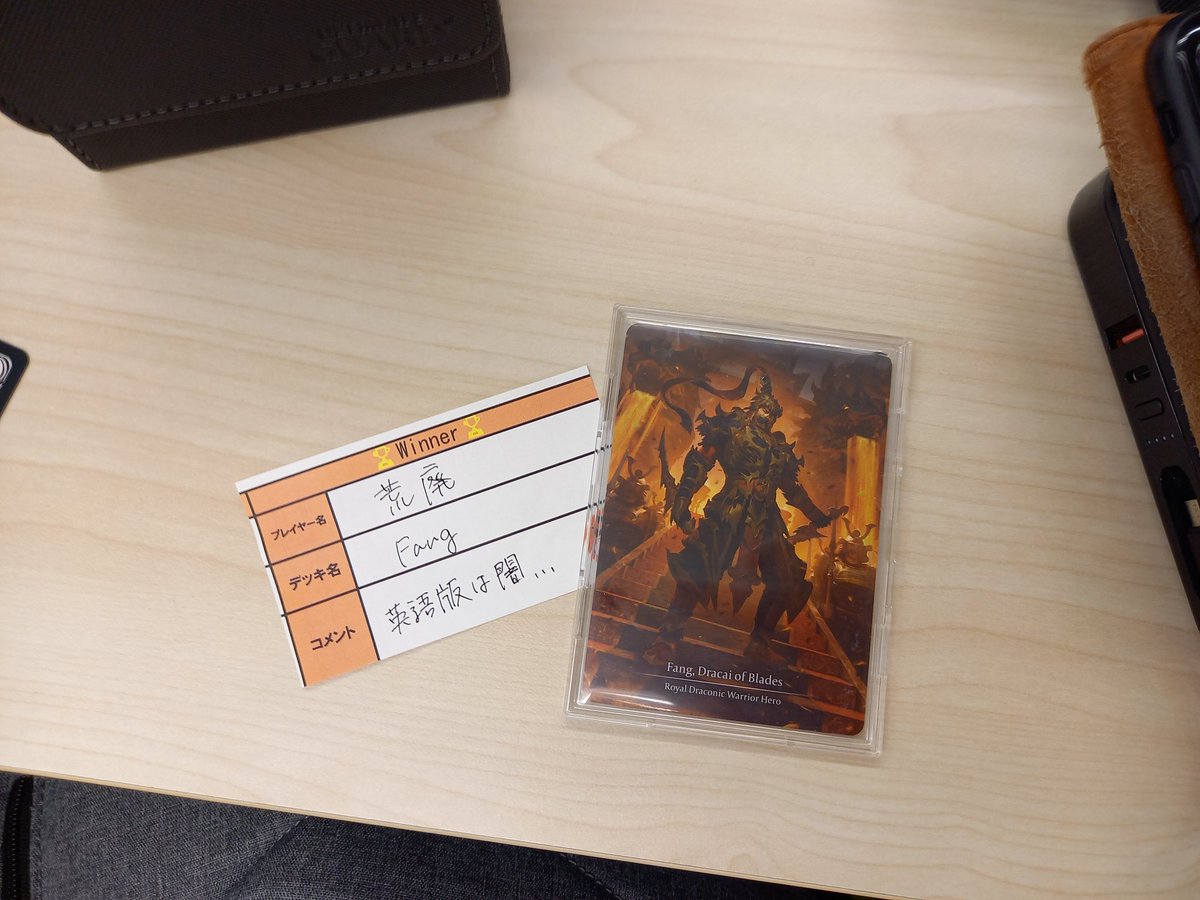 Winner
プレイヤー名 荒廃
デッキ名 Fang
コメント 英語版は闇...
Fang, Dracai of Blades
Royal Draconic Warrior Hero